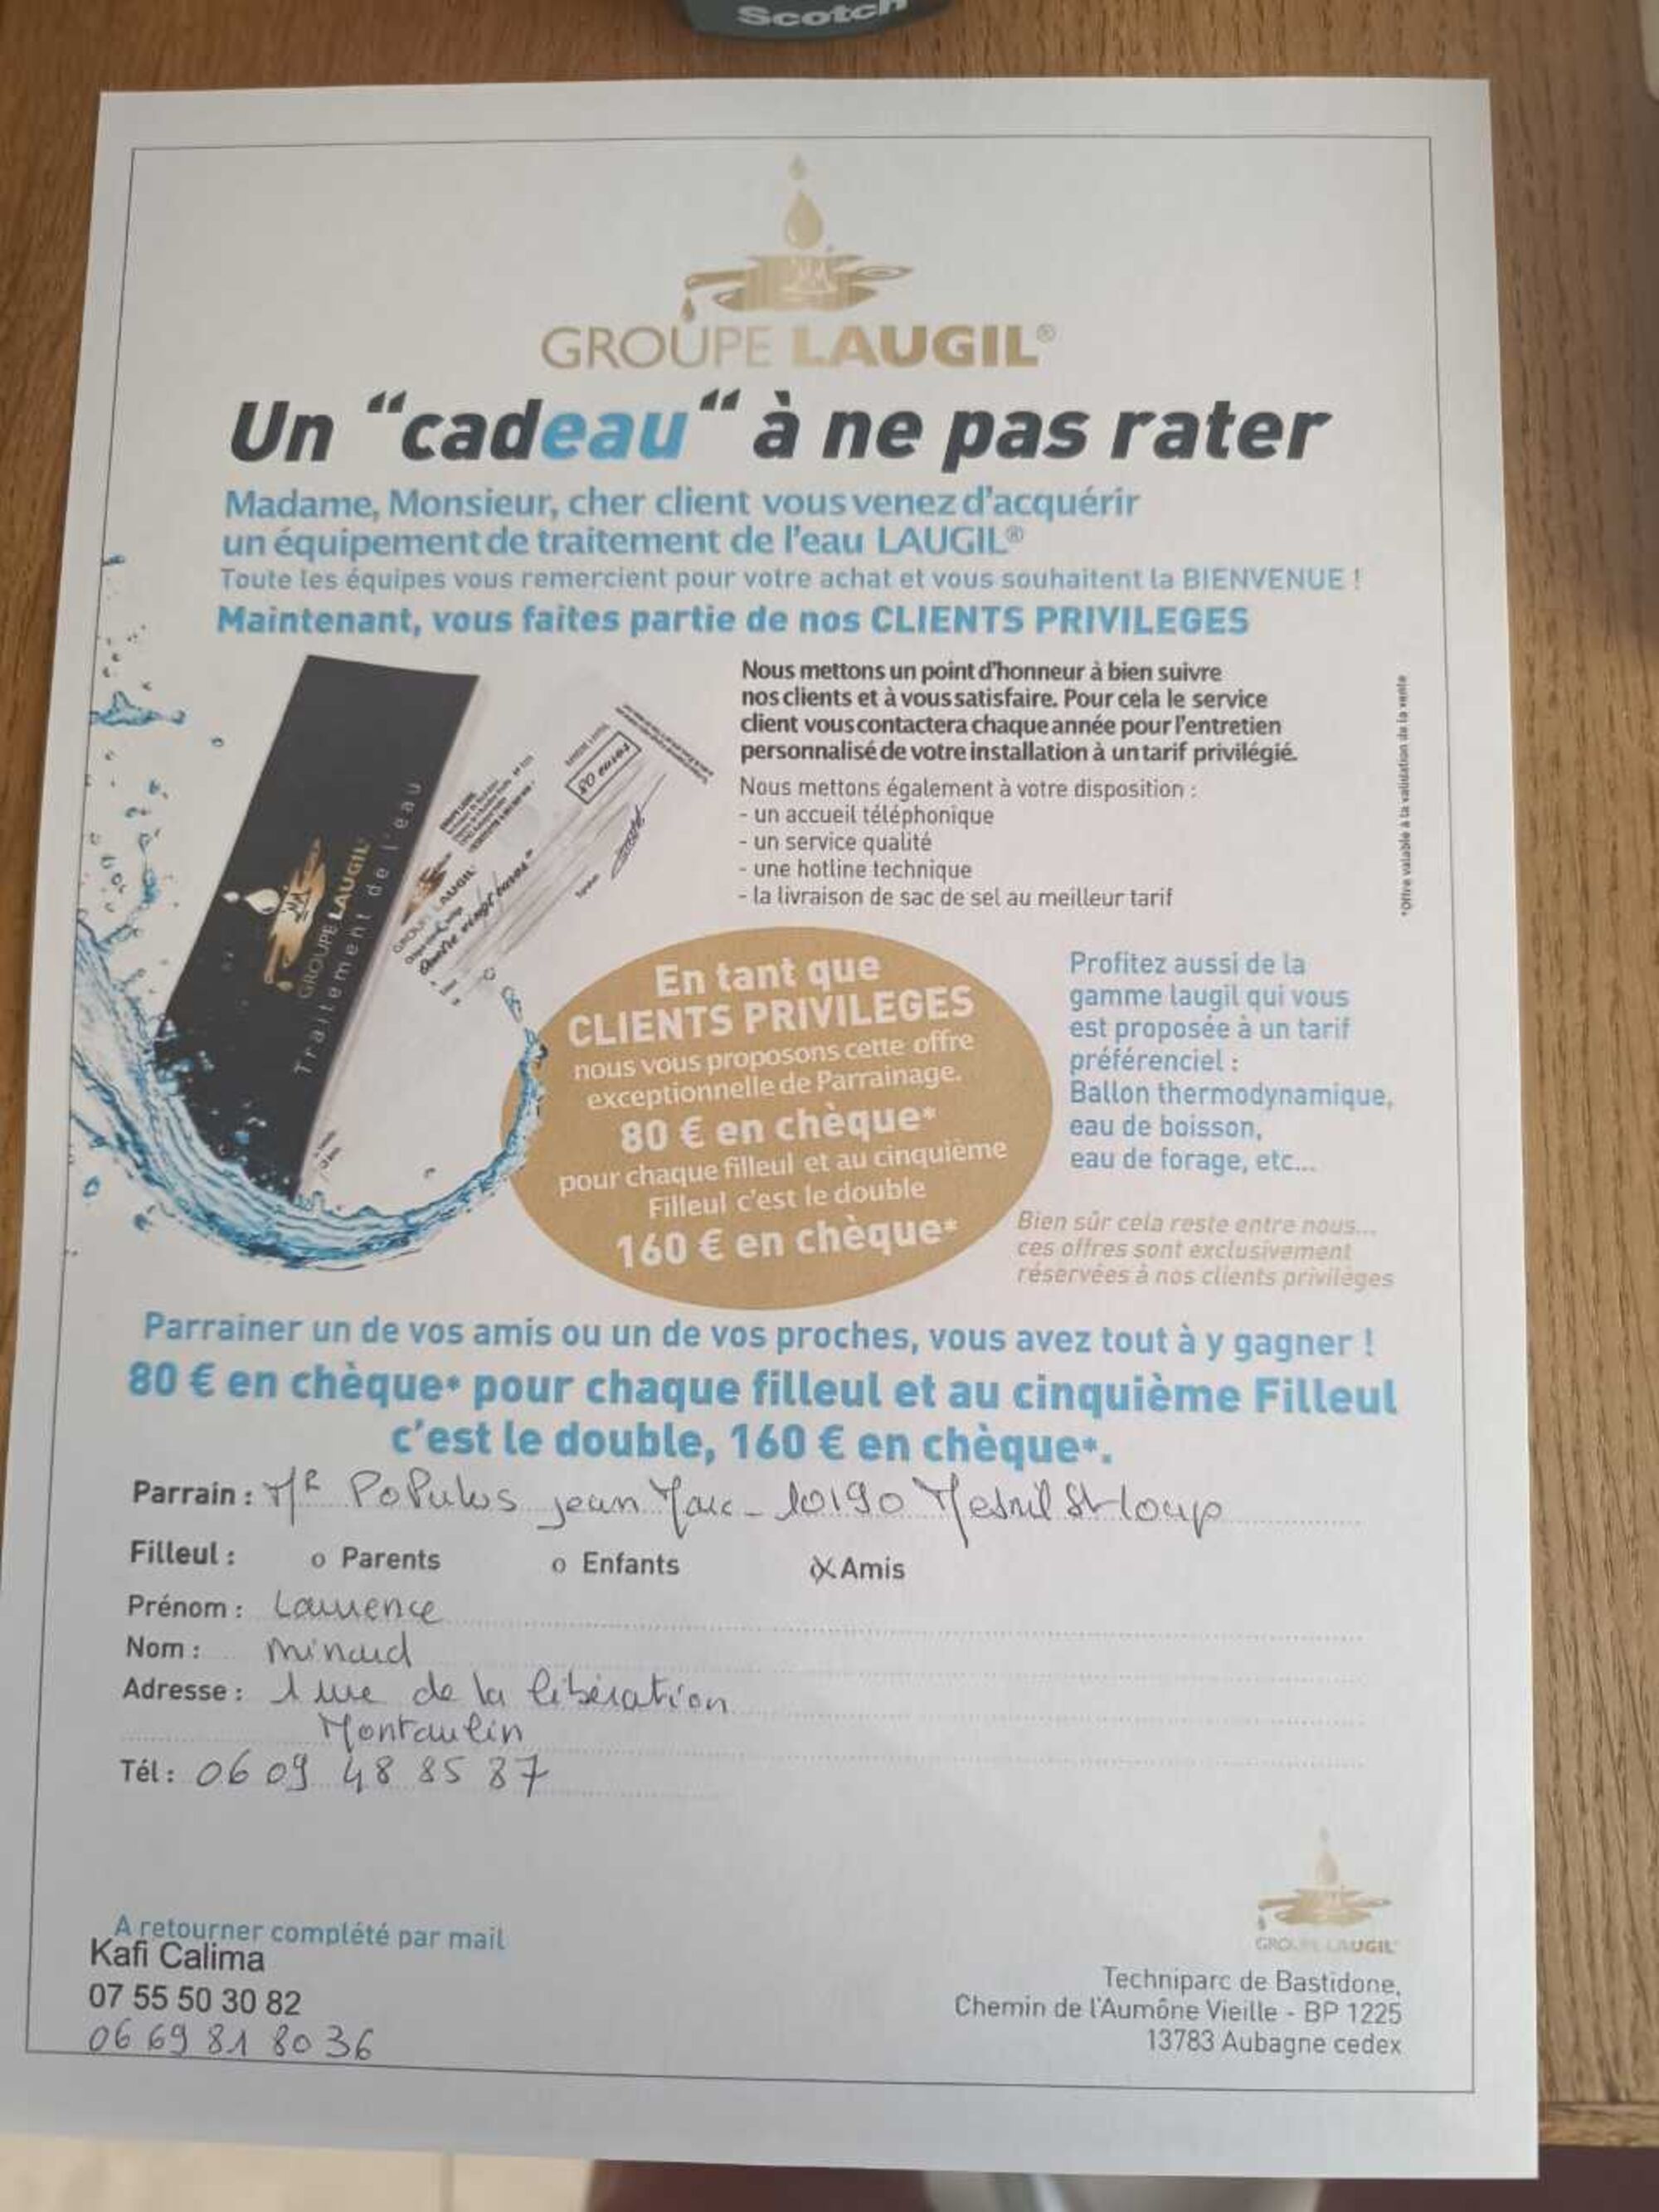 Scotch
GROUPE LAUGIL®
Un “cadeau“ à ne pas rater
Madame, Monsieur, cher client vous venez d'acquérir
un équipement de traitement de l'eau LAUGIL®
Toute les équipes vous remercient pour votre achat et vous souhaitent la BIENVENUE !
Maintenant, vous faites partie de nos CLIENTS PRIVILEGES
Nous mettons un point d'honneur à bien suivre
nos clients et à vous satisfaire. Pour cela le service
client vous contactera chaque année pour l'entretien
personnalisé de votre installation à un tarif privilégié.
Nous mettons également à votre disposition :
- un accueil téléphonique
- un service qualité
- une hotline technique
- la livraison de sac de sel au meilleur tarif
*Offre valable à la validation de la vente
GROUPE LAUGIL
Traitement de l'eau
GROUPE LAUGIL
En tant que
CLIENTS PRIVILEGES
nous vous proposons cette offre
exceptionnelle de Parrainage.
80 € en chèque*
pour chaque filleul et au cinquième
Filleul c'est le double
160 € en chèque*
Profitez aussi de la
gamme laugil qui vous
est proposée à un tarif
préférenciel :
Ballon thermodynamique,
eau de boisson,
eau de forage, etc...
Bien sûr cela reste entre nous...
ces offres sont exclusivement
réservées à nos clients privilèges
Parrainer un de vos amis ou un de vos proches, vous avez tout à y gagner !
80 € en chèque* pour chaque filleul et au cinquième Filleul
c'est le double, 160 € en chèque*.
Parrain : Mr Populus jean Marc - 10190 Mesnil St loup
Filleul : o Parents o Enfants X Amis
Prénom : Laurence
Nom : Minard
Adresse : 1 rue de la libération
Montaulin
Tél : 06 09 48 85 87
A retourner complété par mail
Kafi Calima
07 55 50 30 82
06 69 81 80 36
GROUPE LAUGIL
Techniparc de Bastidone,
Chemin de l'Aumône Vieille - BP 1225
13783 Aubagne cedex